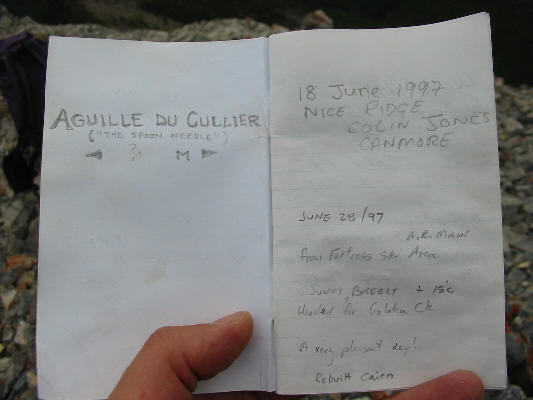 AGUILLE DU CULLIER
("THE SPOON NEEDLE")
? M
18 June 1997
NICE RIDGE
COLIN JONES
CANMORE
JUNE 28/97
A.R. MAIN
from Fortress Ski Area
SUNNY BREEZY + 15°C
Headed for Galatea Ck
A very pleasant day!
Rebuilt Cairn